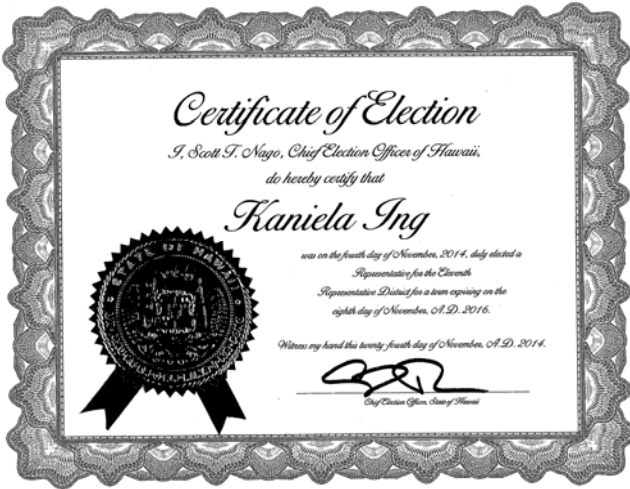 Certificate of Election
I, Scott T. Nago, Chief Election Officer of Hawaii,
do hereby certify that
Kaniela Ing
was on the fourth day of November, 2014, duly elected a
Representative for the Eleventh
Representative District for a term expiring on the
eighth day of November, A.D. 2016.
Witness my hand this twenty-fourth day of November, A.D. 2014.
Chief Election Officer, State of Hawaii
STATE OF HAWAII